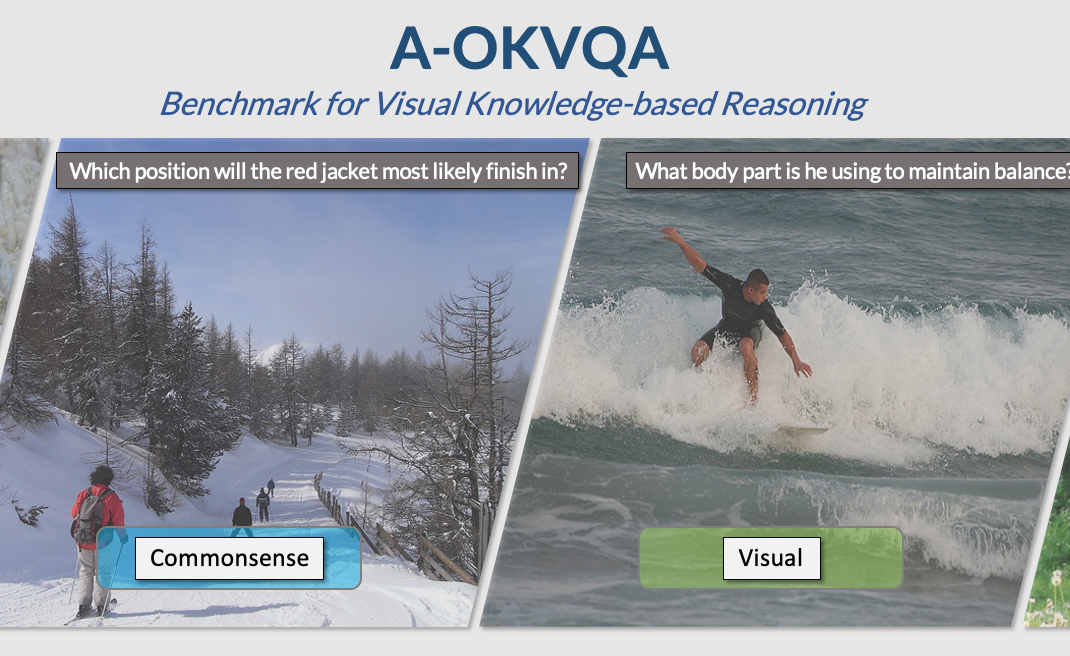 A-OKVQA
Benchmark for Visual Knowledge-based Reasoning
Which position will the red jacket most likely finish in?
What body part is he using to maintain balance?
Commonsense
Visual